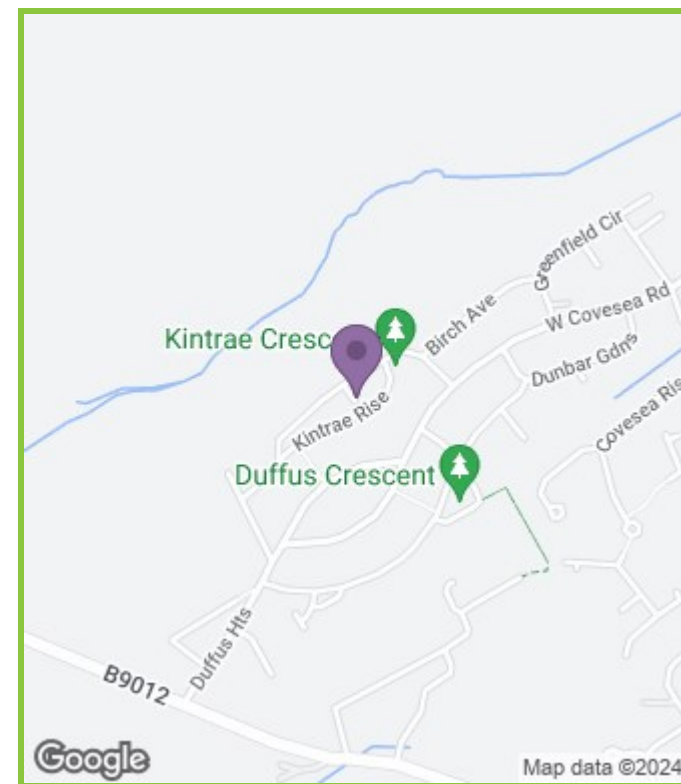 Greenfield Cir
W Covesea Rd
Birch Ave
Kintrae Cresc
Dunbar Gdns
Covesea Ris
Kintrae Rise
Duffus Crescent
Duffus Hts
B9012
Google
Map data ©2024